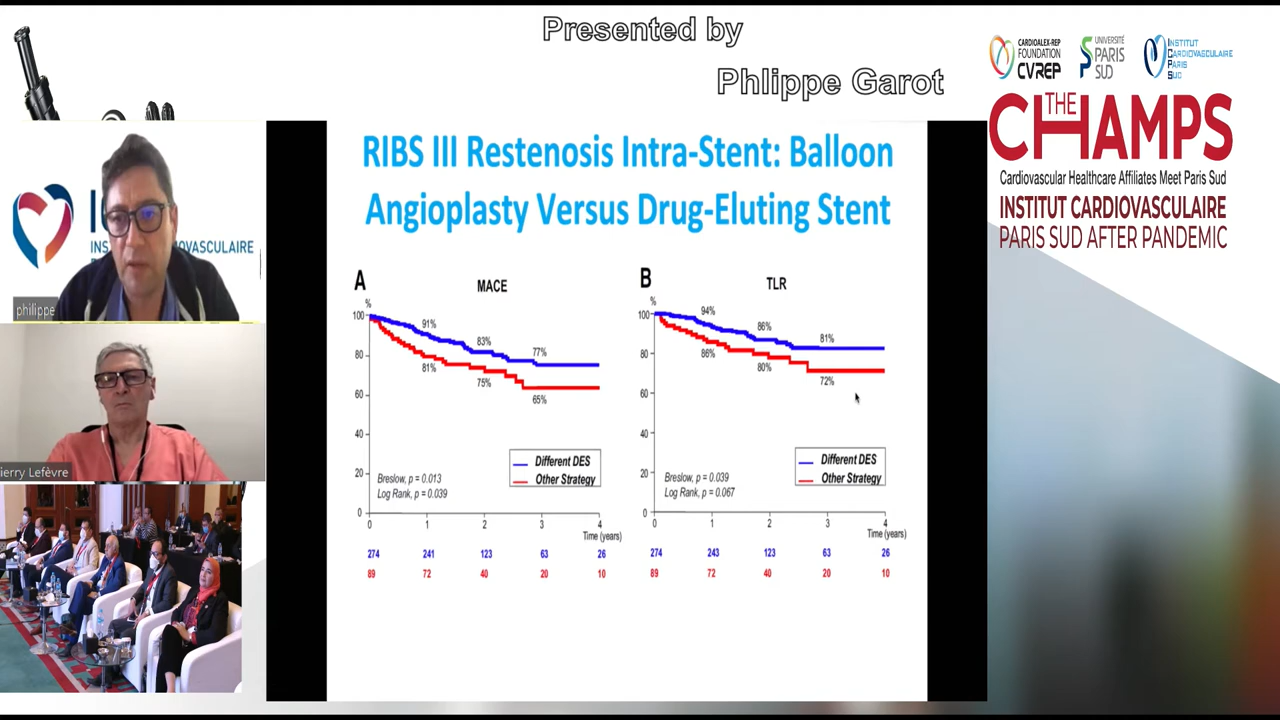 Presented by
Phlippe Garot
CARDIOALEX-REP
FOUNDATION
CVREP
UNIVERSITÉ
PARIS
SUD
INSTITUT
CARDIOVASCULAIRE
PARIS
SUD
THE
CHAMPS
Cardiovascular Healthcare Affiliates Meet Paris Sud
INSTITUT CARDIOVASCULAIRE
PARIS SUD AFTER PANDEMIC
philippe
ierry Lefèvre
RIBS III Restenosis Intra-Stent: Balloon
Angioplasty Versus Drug-Eluting Stent
A
MACE
%
100
80
60
40
20
0
91%
83%
77%
81%
75%
65%
Different DES
Other Strategy
Breslow, p = 0.013
Log Rank, p = 0.039
0 1 2 3 4
Time (years)
274 241 123 63 26
89 72 40 20 10
B
TLR
%
100
80
60
40
20
0
94%
86%
81%
86%
80%
72%
Different DES
Other Strategy
Breslow, p = 0.039
Log Rank, p = 0.067
0 1 2 3 4
Time (years)
274 243 123 63 26
89 72 40 20 10